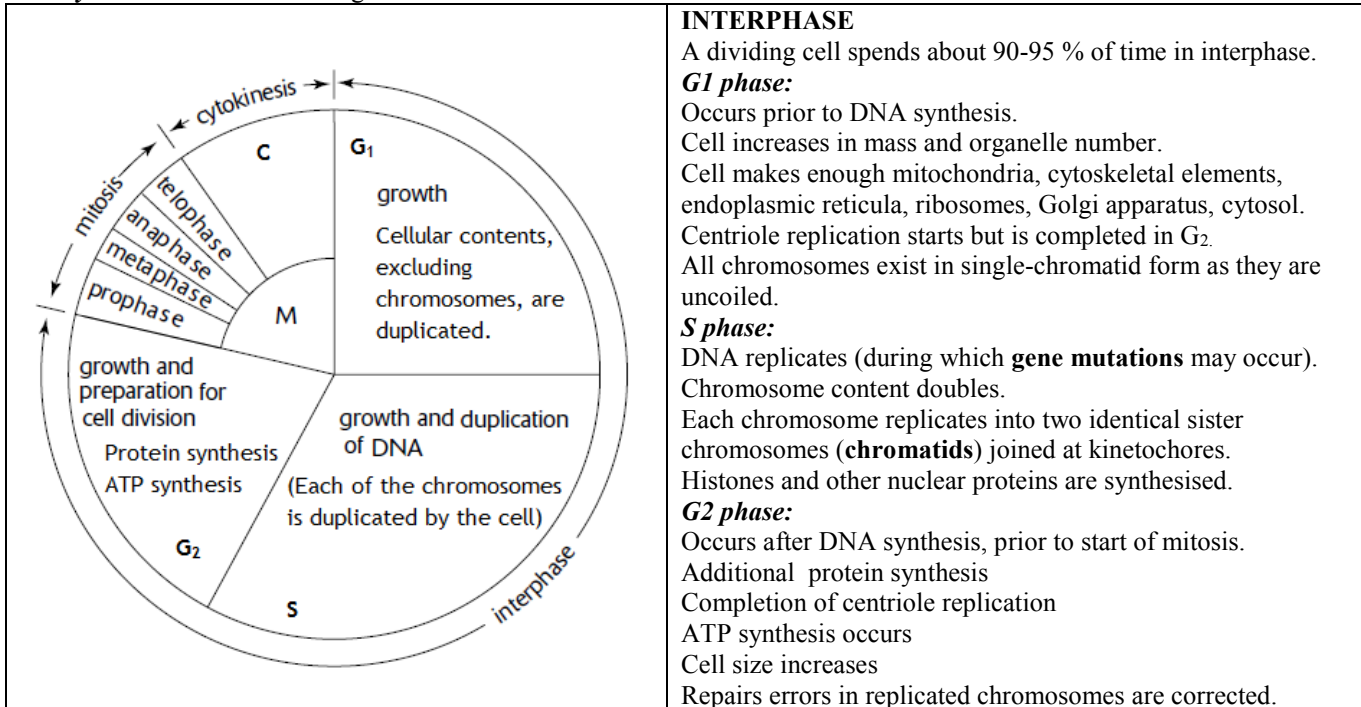 cytokinesis
mitosis
C
G1
telophase
anaphase
metaphase
prophase
M
growth
Cellular contents,
excluding
chromosomes, are
duplicated.
growth and
preparation for
cell division
Protein synthesis
ATP synthesis
G2
growth and duplication
of DNA
(Each of the chromosomes
is duplicated by the cell)
S
interphase
INTERPHASE
A dividing cell spends about 90-95 % of time in interphase.
G1 phase:
Occurs prior to DNA synthesis.
Cell increases in mass and organelle number.
Cell makes enough mitochondria, cytoskeletal elements,
endoplasmic reticula, ribosomes, Golgi apparatus, cytosol.
Centriole replication starts but is completed in G2.
All chromosomes exist in single-chromatid form as they are
uncoiled.
S phase:
DNA replicates (during which gene mutations may occur).
Chromosome content doubles.
Each chromosome replicates into two identical sister
chromosomes (chromatids) joined at kinetochores.
Histones and other nuclear proteins are synthesised.
G2 phase:
Occurs after DNA synthesis, prior to start of mitosis.
Additional protein synthesis
Completion of centriole replication
ATP synthesis occurs
Cell size increases
Repairs errors in replicated chromosomes are corrected.